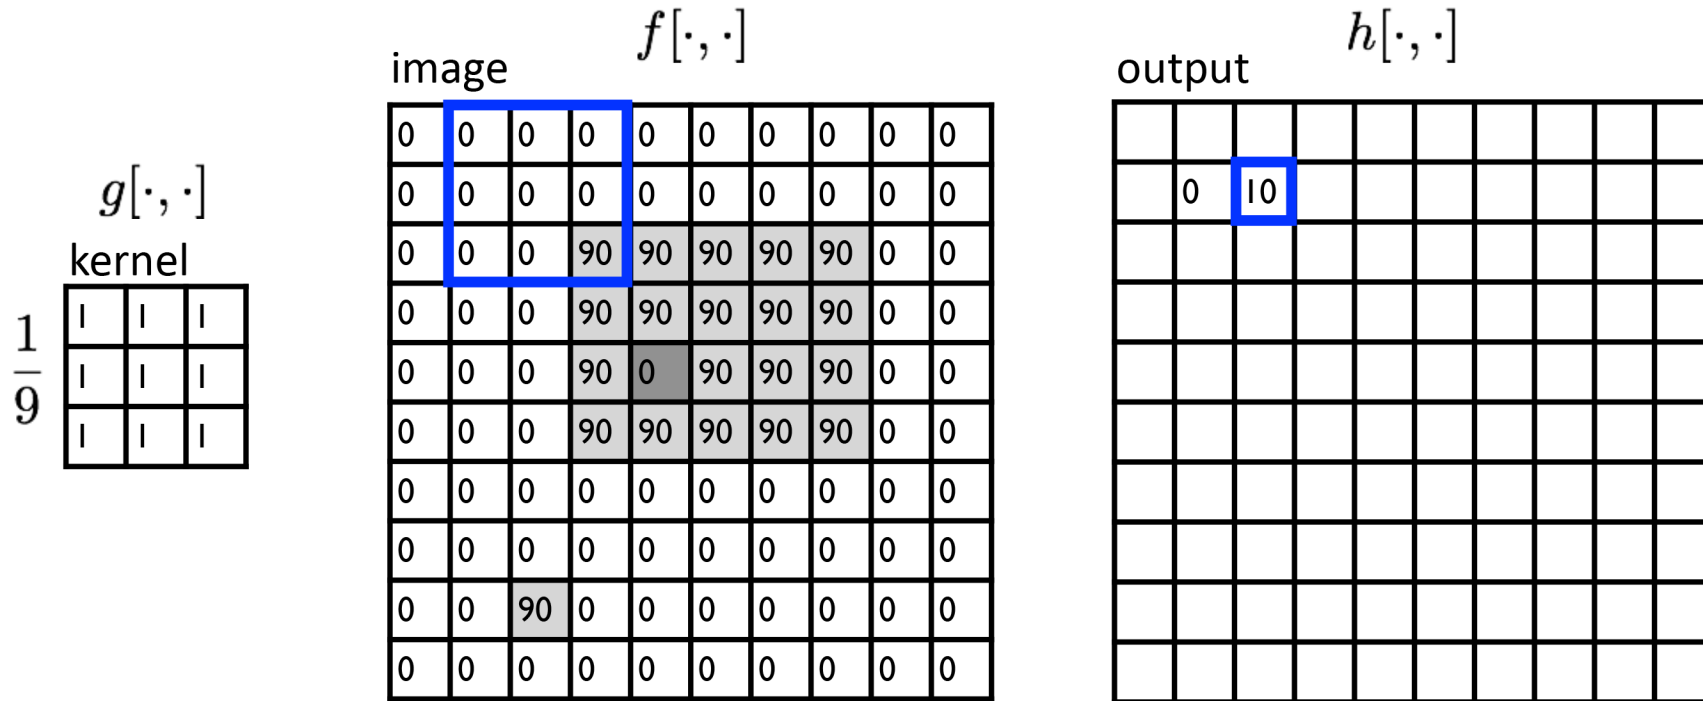 f[·, ·]
h[·, ·]
image
output
g[·, ·]
kernel
1/9
1 1 1
1 1 1
1 1 1
0 0 0 0 0 0 0 0 0 0
0 0 0 0 0 0 0 0 0 0
0 0 0 90 90 90 90 90 0 0
0 0 0 90 90 90 90 90 0 0
0 0 0 90 0 90 90 90 0 0
0 0 0 90 90 90 90 90 0 0
0 0 0 0 0 0 0 0 0 0
0 0 0 0 0 0 0 0 0 0
0 0 90 0 0 0 0 0 0 0
0 0 0 0 0 0 0 0 0 0
0 10